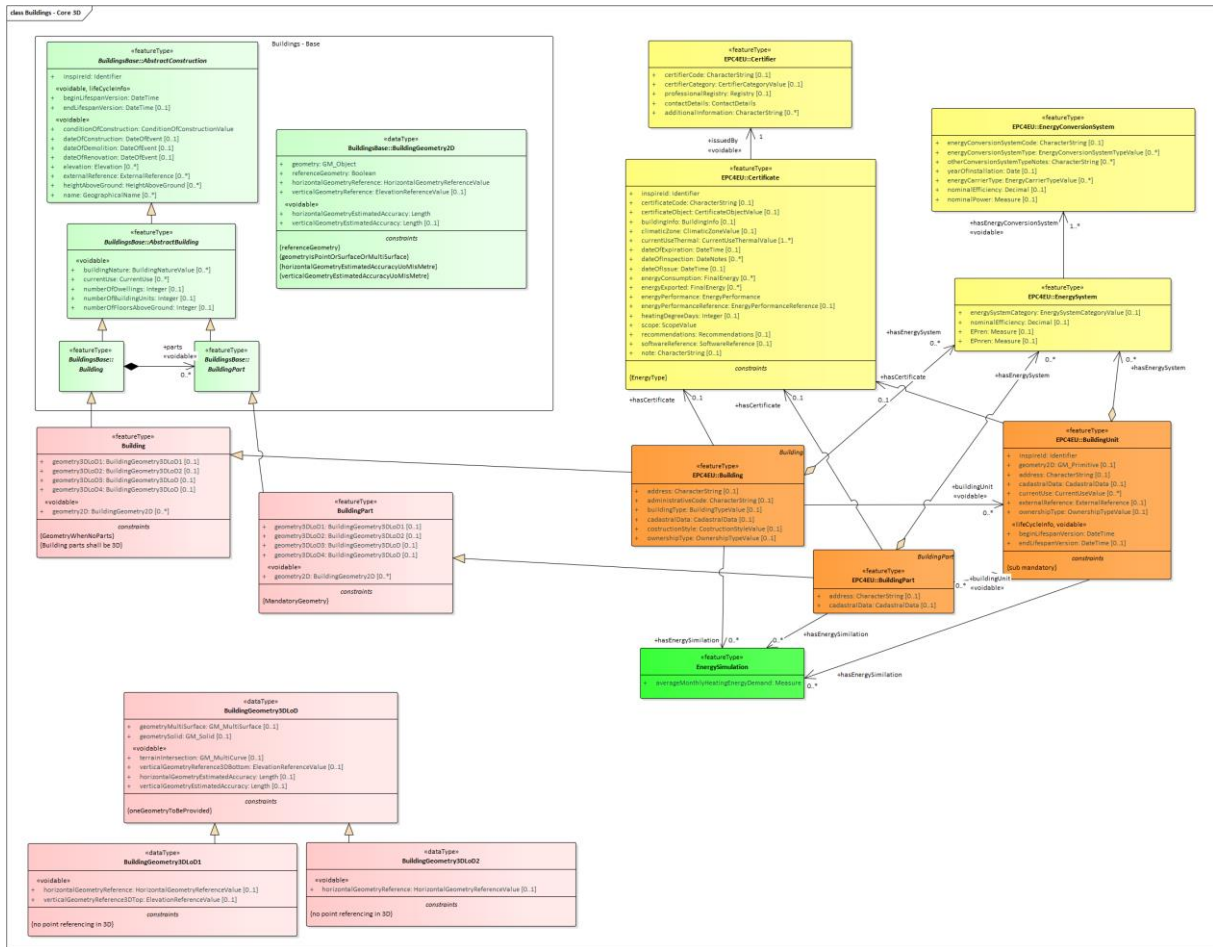 class Buildings - Core 3D
Buildings - Base
«featureType»
BuildingsBase::AbstractConstruction
+ inspireId: Identifier
«voidable, lifeCycleInfo»
+ beginLifespanVersion: DateTime
+ endLifespanVersion: DateTime [0..1]
«voidable»
+ conditionOfConstruction: ConditionOfConstructionValue
+ dateOfConstruction: DateOfEvent [0..1]
+ dateOfDemolition: DateOfEvent [0..1]
+ dateOfRenovation: DateOfEvent [0..1]
+ elevation: Elevation [0..*]
+ externalReference: ExternalReference [0..*]
+ heightAboveGround: HeightAboveGround [0..*]
+ name: GeographicalName [0..*]
«dataType»
BuildingsBase::BuildingGeometry2D
+ geometry: GM_Object
+ referenceGeometry: Boolean
+ horizontalGeometryReference: HorizontalGeometryReferenceValue
+ verticalGeometryReference: ElevationReferenceValue [0..1]
«voidable»
+ horizontalGeometryEstimatedAccuracy: Length
+ verticalGeometryEstimatedAccuracy: Length [0..1]
constraints
{referenceGeometry}
{geometryIsPointOrSurfaceOrMultiSurface}
{horizontalGeometryEstimatedAccuracyUoMIsMetre}
{verticalGeometryEstimatedAccuracyUoMIsMetre}
«featureType»
BuildingsBase::AbstractBuilding
«voidable»
+ buildingNature: BuildingNatureValue [0..*]
+ currentUse: CurrentUse [0..*]
+ numberOfDwellings: Integer [0..1]
+ numberOfBuildingUnits: Integer [0..1]
+ numberOfFloorsAboveGround: Integer [0..1]
«featureType»
BuildingsBase::
Building
+parts
«voidable»
0..*
«featureType»
BuildingsBase::
BuildingPart
«featureType»
Building
+ geometry3DLoD1: BuildingGeometry3DLoD1 [0..1]
+ geometry3DLoD2: BuildingGeometry3DLoD2 [0..1]
+ geometry3DLoD3: BuildingGeometry3DLoD [0..1]
+ geometry3DLoD4: BuildingGeometry3DLoD [0..1]
«voidable»
+ geometry2D: BuildingGeometry2D [0..*]
constraints
{GeometryWhenNoParts}
{Building parts shall be 3D}
«featureType»
BuildingPart
+ geometry3DLoD1: BuildingGeometry3DLoD1 [0..1]
+ geometry3DLoD2: BuildingGeometry3DLoD2 [0..1]
+ geometry3DLoD3: BuildingGeometry3DLoD [0..1]
+ geometry3DLoD4: BuildingGeometry3DLoD [0..1]
«voidable»
+ geometry2D: BuildingGeometry2D [0..*]
constraints
{MandatoryGeometry}
«featureType»
EPC4EU::Certifier
+ certifierCode: CharacterString [0..1]
+ certifierCategory: CertifierCategoryValue [0..1]
+ professionalRegistry: Registry [0..1]
+ contactDetails: ContactDetails
+ additionalInformation: CharacterString [0..*]
+issuedBy
«voidable»
1
«featureType»
EPC4EU::Certificate
+ inspireId: Identifier
+ certificateCode: CharacterString [0..1]
+ certificateObject: CertificateObjectValue [0..1]
+ buildingInfo: BuildingInfo [0..1]
+ climaticZone: ClimaticZoneValue [0..1]
+ currentUseThermal: CurrentUseThermalValue [1..*]
+ dateOfExpiration: DateTime [0..1]
+ dateOfInspection: DateNotes [0..*]
+ dateOfIssue: DateTime [0..1]
+ energyConsumption: FinalEnergy [0..*]
+ energyExported: FinalEnergy [0..*]
+ energyPerformance: EnergyPerformance
+ energyPerformanceReference: EnergyPerformanceReference [0..1]
+ heatingDegreeDays: Integer [0..1]
+ scope: ScopeValue
+ recommendations: Recommendations [0..1]
+ softwareReference: SoftwareReference [0..1]
+ note: CharacterString [0..1]
constraints
{EnergyType}
«featureType»
EPC4EU::EnergyConversionSystem
+ energyConversionSystemCode: CharacterString [0..1]
+ energyConversionSystemType: EnergyConversionSystemTypeValue [0..*]
+ otherConversionSystemTypeNotes: CharacterString [0..*]
+ yearOfInstallation: Date [0..1]
+ energyCarrierType: EnergyCarrierTypeValue [0..*]
+ nominalEfficiency: Decimal [0..1]
+ nominalPower: Measure [0..1]
+hasEnergyConversionSystem
«voidable»
1..*
«featureType»
EPC4EU::EnergySystem
+ energySystemCategory: EnergySystemCategoryValue [0..1]
+ nominalEfficiency: Decimal [0..1]
+ EPren: Measure [0..1]
+ EPnren: Measure [0..1]
+hasEnergySystem
0..*
0..*
+hasEnergySystem
0..*
+hasEnergySystem
+hasCertificate
0..1
+hasCertificate
0..1
+hasCertificate
0..1
Building
«featureType»
EPC4EU::Building
+ address: CharacterString [0..1]
+ administrativeCode: CharacterString [0..1]
+ buildingType: BuildingTypeValue [0..1]
+ cadastralData: CadastralData [0..1]
+ costructionStyle: CostructionStyleValue [0..1]
+ ownershipType: OwnershipTypeValue [0..1]
+buildingUnit
«voidable»
0..*
«featureType»
EPC4EU::BuildingUnit
+ inspireId: Identifier
+ geometry2D: GM_Primitive [0..1]
+ address: CharacterString [0..1]
+ cadastralData: CadastralData [0..1]
+ currentUse: CurrentUseValue [0..*]
+ externalReference: ExternalReference [0..1]
+ ownershipType: OwnershipTypeValue [0..1]
«lifeCycleInfo, voidable»
+ beginLifespanVersion: DateTime
+ endLifespanVersion: DateTime [0..1]
constraints
{sub mandatory}
BuildingPart
«featureType»
EPC4EU::BuildingPart
+ address: CharacterString [0..1]
+ cadastralData: CadastralData [0..1]
+buildingUnit
0..*
«voidable»
+hasEnergySimilation
0..*
0..*
+hasEnergySimilation
+hasEnergySimilation
0..*
«featureType»
EnergySimulation
+ averageMonthlyHeatingEnergyDemand: Measure
«dataType»
BuildingGeometry3DLoD
+ geometryMultiSurface: GM_MultiSurface [0..1]
+ geometrySolid: GM_Solid [0..1]
«voidable»
+ terrainIntersection: GM_MultiCurve [0..1]
+ verticalGeometryReference3DBottom: ElevationReferenceValue [0..1]
+ horizontalGeometryEstimatedAccuracy: Length [0..1]
+ verticalGeometryEstimatedAccuracy: Length [0..1]
constraints
{oneGeometryToBeProvided}
«dataType»
BuildingGeometry3DLoD1
«voidable»
+ horizontalGeometryReference: HorizontalGeometryReferenceValue [0..1]
+ verticalGeometryReference3DTop: ElevationReferenceValue [0..1]
constraints
{no point referencing in 3D}
«dataType»
BuildingGeometry3DLoD2
«voidable»
+ horizontalGeometryReference: HorizontalGeometryReferenceValue [0..1]
constraints
{no point referencing in 3D}